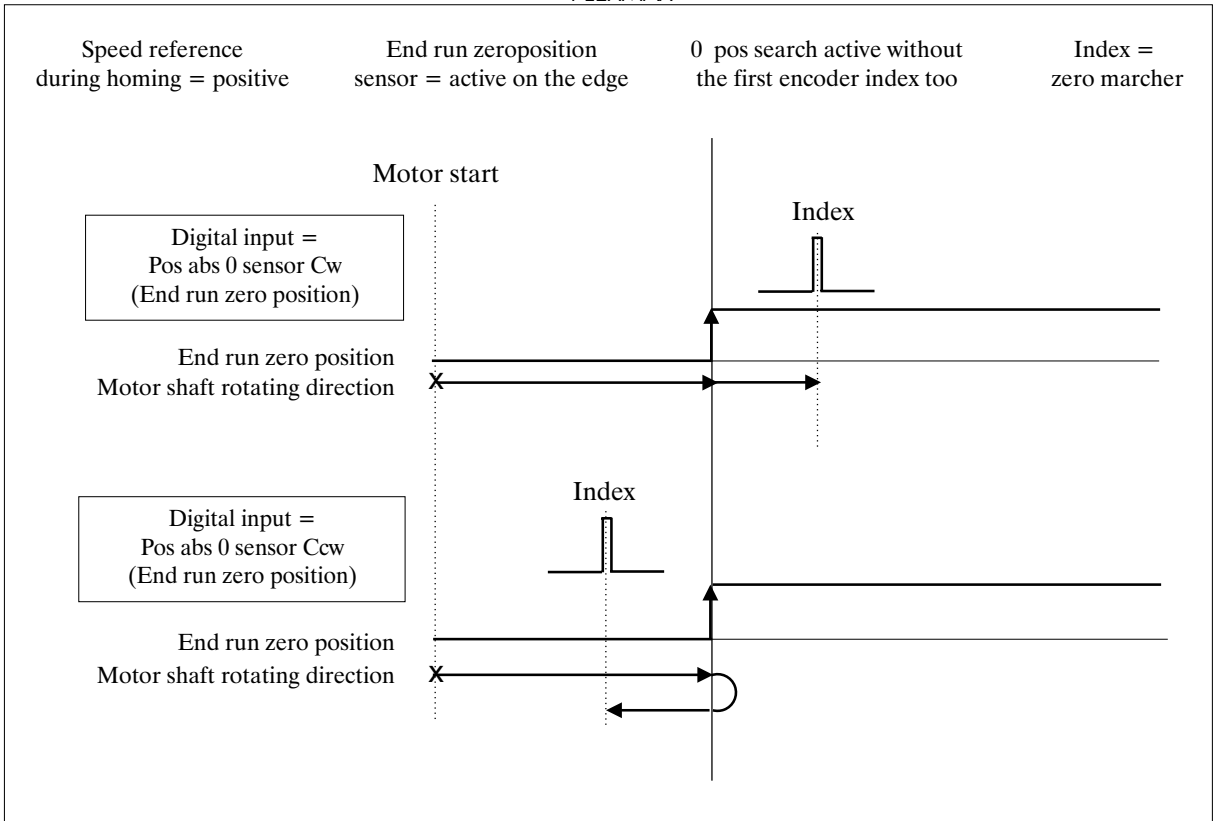 Speed reference
during homing = positive
End run zeroposition
sensor = active on the edge
0 pos search active without
the first encoder index too
Index =
zero marcher
Motor start
Index
Digital input =
Pos abs 0 sensor Cw
(End run zero position)
End run zero position
Motor shaft rotating direction
X
Index
Digital input =
Pos abs 0 sensor Ccw
(End run zero position)
End run zero position
Motor shaft rotating direction
X